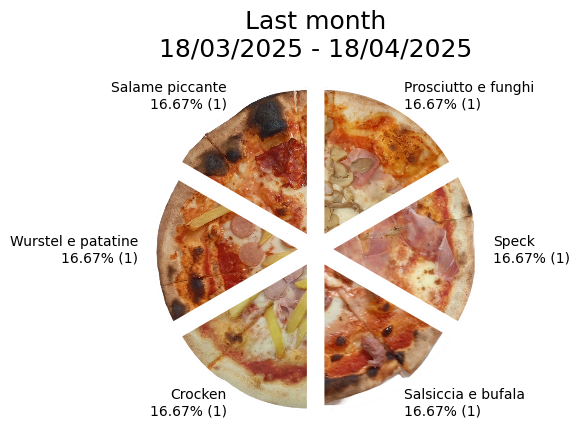 Last month
18/03/2025 - 18/04/2025
Salame piccante
16.67% (1)
Prosciutto e funghi
16.67% (1)
Wurstel e patatine
16.67% (1)
Speck
16.67% (1)
Crocken
16.67% (1)
Salsiccia e bufala
16.67% (1)